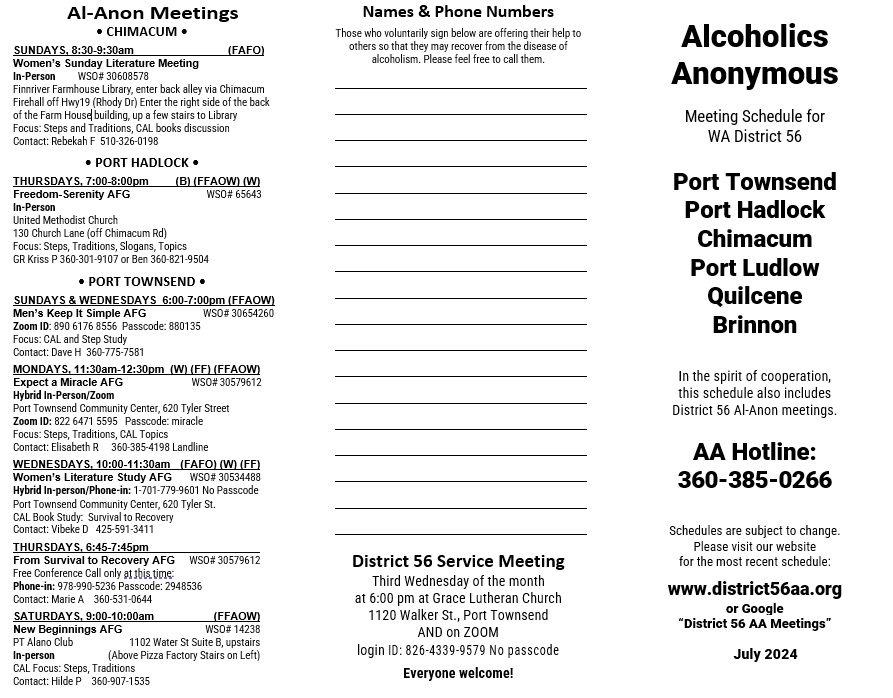 Al-Anon Meetings
• CHIMACUM •
SUNDAYS, 8:30-9:30am (FAFO)
Women's Sunday Literature Meeting
In-Person WSO# 30608578
Finnriver Farmhouse Library, enter back alley via Chimacum
Firehall off Hwy19 (Rhody Dr) Enter the right side of the back
of the Farm House building, up a few stairs to Library
Focus: Steps and Traditions, CAL books discussion
Contact: Rebekah F 510-326-0198
• PORT HADLOCK •
THURSDAYS, 7:00-8:00pm (B) (FFAOW) (W)
Freedom-Serenity AFG WSO# 65643
In-Person
United Methodist Church
130 Church Lane (off Chimacum Rd)
Focus: Steps, Traditions, Slogans, Topics
GR Kriss P 360-301-9107 or Ben 360-821-9504
• PORT TOWNSEND •
SUNDAYS & WEDNESDAYS 6:00-7:00pm (FFAOW)
Men's Keep It Simple AFG WSO# 30654260
Zoom ID: 890 6176 8556 Passcode: 880135
Focus: CAL and Step Study
Contact: Dave H 360-775-7581
MONDAYS, 11:30am-12:30pm (W) (FF) (FFAOW)
Expect a Miracle AFG WSO# 30579612
Hybrid In-Person/Zoom
Port Townsend Community Center, 620 Tyler Street
Zoom ID: 822 6471 5595 Passcode: miracle
Focus: Steps, Traditions, CAL Topics
Contact: Elisabeth R 360-385-4198 Landline
WEDNESDAYS, 10:00-11:30am (FAFO) (W) (FF)
Women's Literature Study AFG WSO# 30534488
Hybrid In-person/Phone-in: 1-701-779-9601 No Passcode
Port Townsend Community Center, 620 Tyler St.
CAL Book Study: Survival to Recovery
Contact: Vibeke D 425-591-3411
THURSDAYS, 6:45-7:45pm
From Survival to Recovery AFG WSO# 30579612
Free Conference Call only at this time:
Phone-in: 978-990-5236 Passcode: 2948536
Contact: Marie A 360-531-0644
SATURDAYS, 9:00-10:00am (FFAOW)
New Beginnings AFG WSO# 14238
PT Alano Club 1102 Water St Suite B, upstairs
In-person (Above Pizza Factory Stairs on Left)
CAL Focus: Steps, Traditions
Contact: Hilde P 360-907-1535
Names & Phone Numbers
Those who voluntarily sign below are offering their help to
others so that they may recover from the disease of
alcoholism. Please feel free to call them.
District 56 Service Meeting
Third Wednesday of the month
at 6:00 pm at Grace Lutheran Church
1120 Walker St., Port Townsend
AND on ZOOM
login ID: 826-4339-9579 No passcode
Everyone welcome!
Alcoholics
Anonymous
Meeting Schedule for
WA District 56
Port Townsend
Port Hadlock
Chimacum
Port Ludlow
Quilcene
Brinnon
In the spirit of cooperation,
this schedule also includes
District 56 Al-Anon meetings.
AA Hotline:
360-385-0266
Schedules are subject to change.
Please visit our website
for the most recent schedule:
www.district56aa.org
or Google
“District 56 AA Meetings”
July 2024